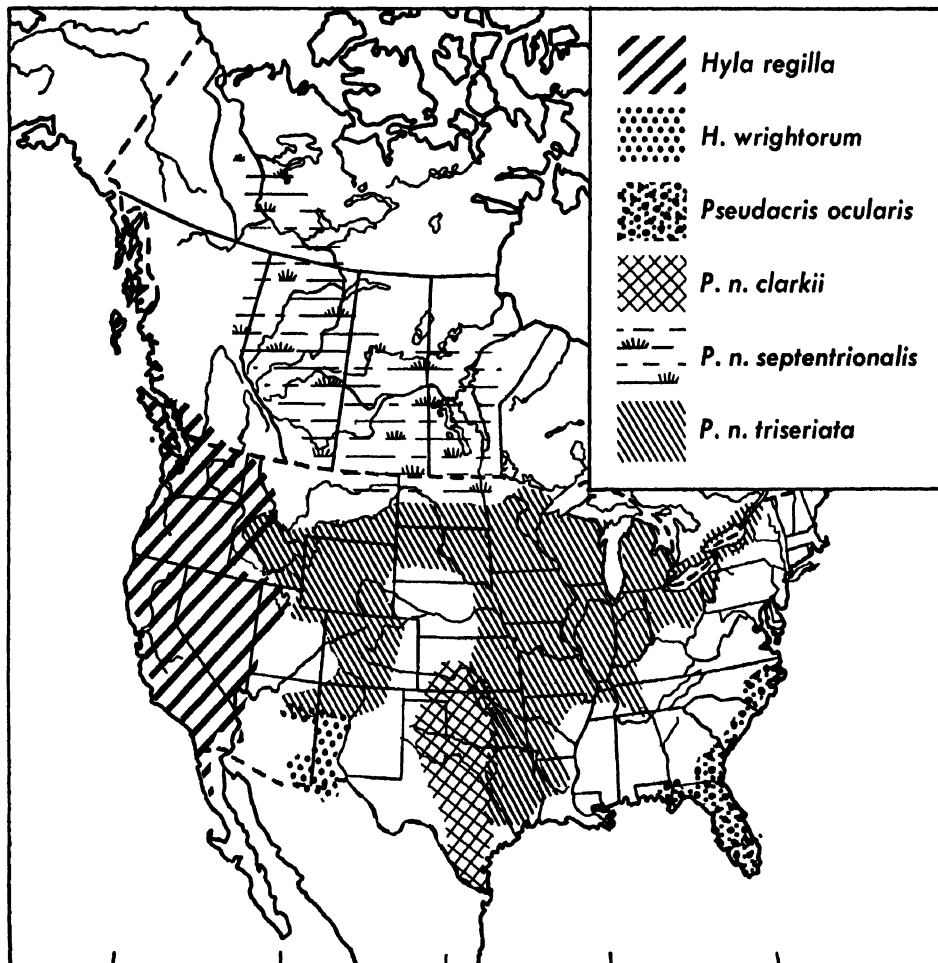 Hyla regilla
H. wrightorum
Pseudacris ocularis
P. n. clarkii
P. n. septentrionalis
P. n. triseriata